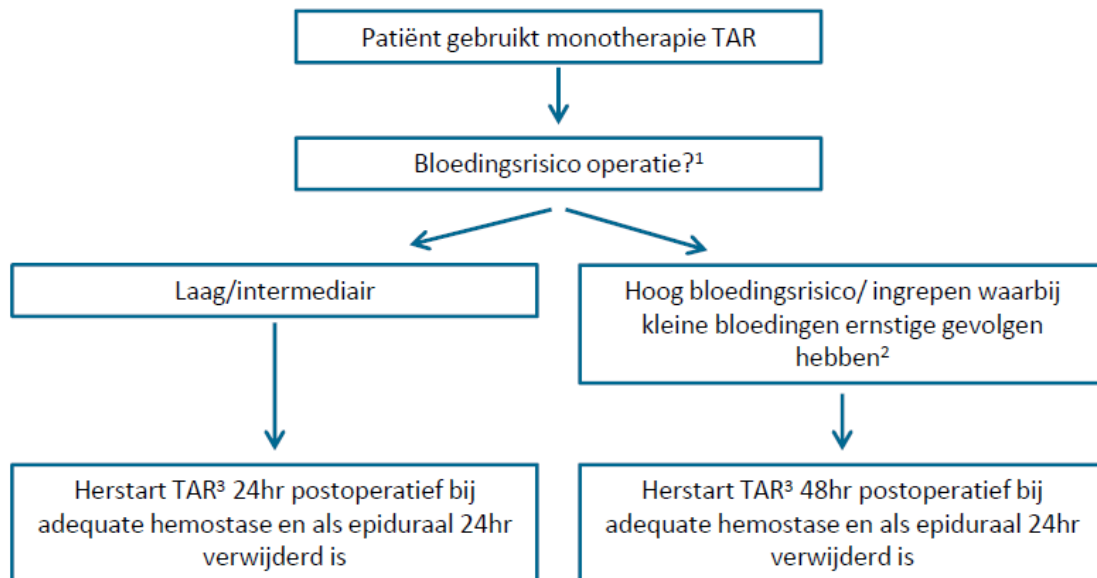 Patiënt gebruikt monotherapie TAR
Bloedingsrisico operatie?¹
Laag/intermediair
Hoog bloedingsrisico/ ingrepen waarbij
kleine bloedingen ernstige gevolgen
hebben²
Herstart TAR³ 24hr postoperatief bij
adequate hemostase en als epiduraal 24hr
verwijderd is
Herstart TAR³ 48hr postoperatief bij
adequate hemostase en als epiduraal 24hr
verwijderd is